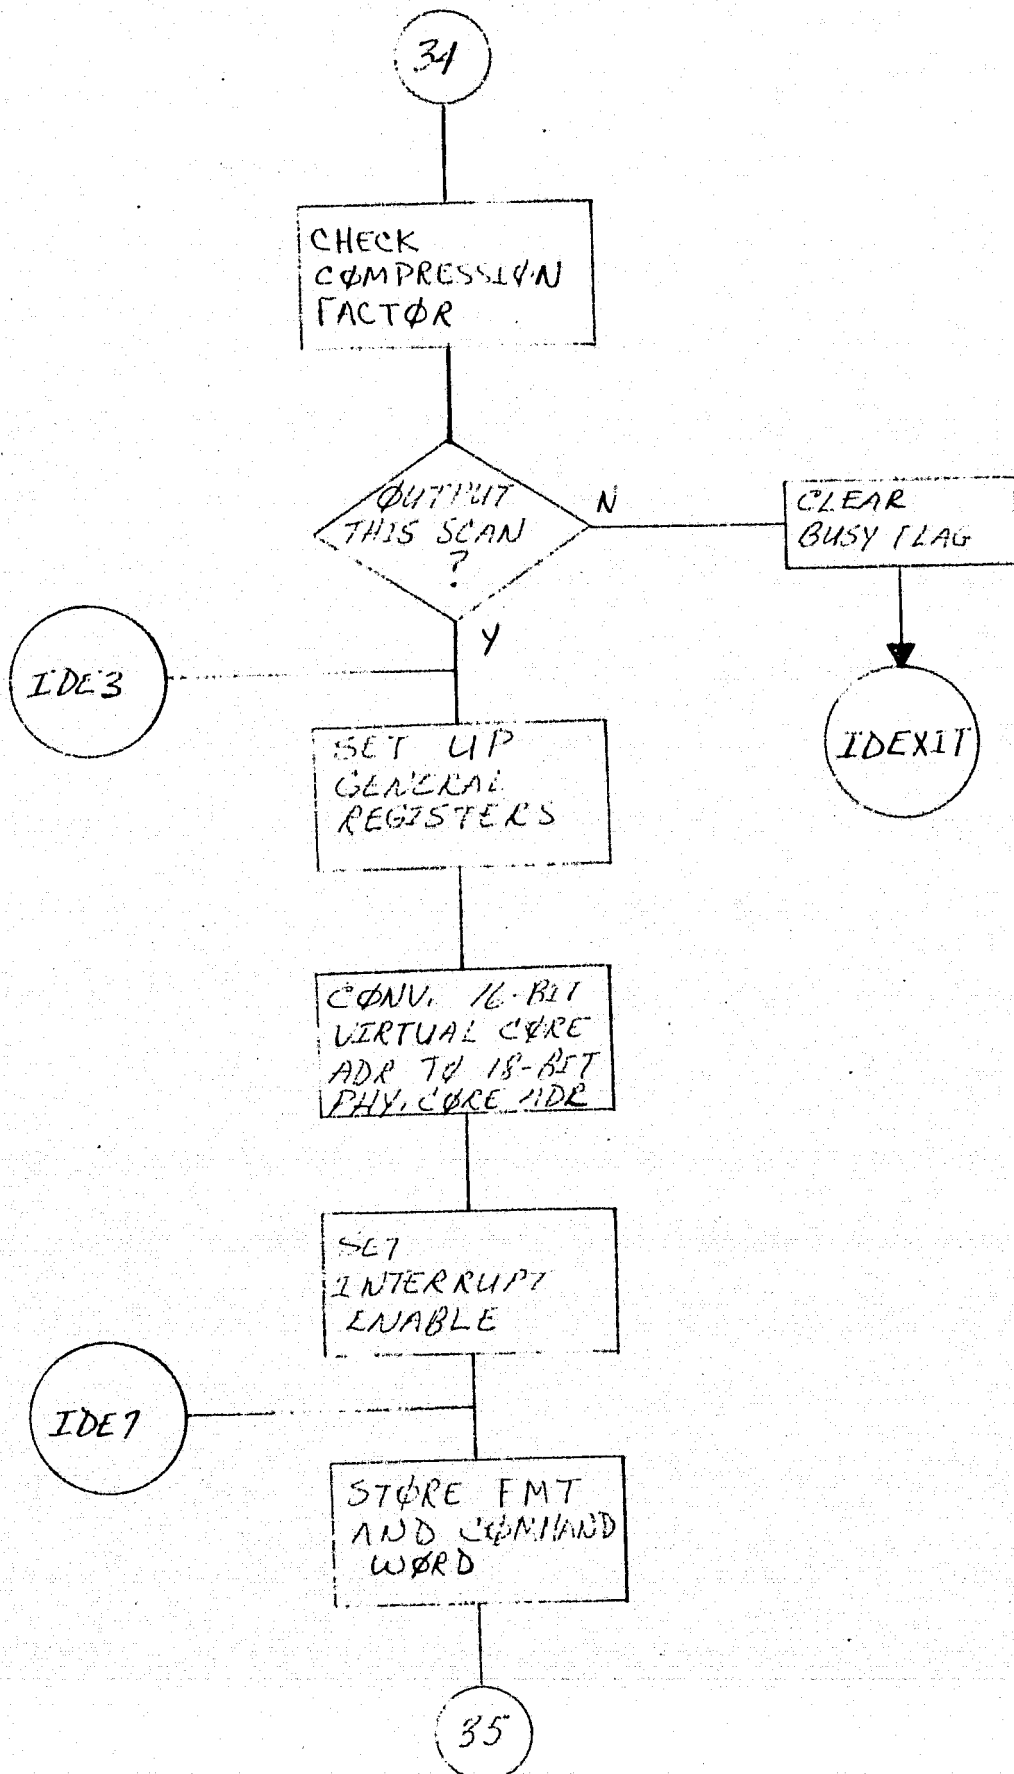 34
CHECK
CØMPRESSIØN
FACTØR
ØUTPUT
THIS SCAN
?
N
CLEAR
BUSY FLAG
Y
IDE3
IDEXIT
SET UP
GENERAL
REGISTERS
CØNV. 16-BIT
VIRTUAL CØRE
ADR TØ 18-BIT
PHY. CØRE ADR
SET
INTERRUPT
ENABLE
IDE7
STØRE FMT
AND CØMMAND
WØRD
35